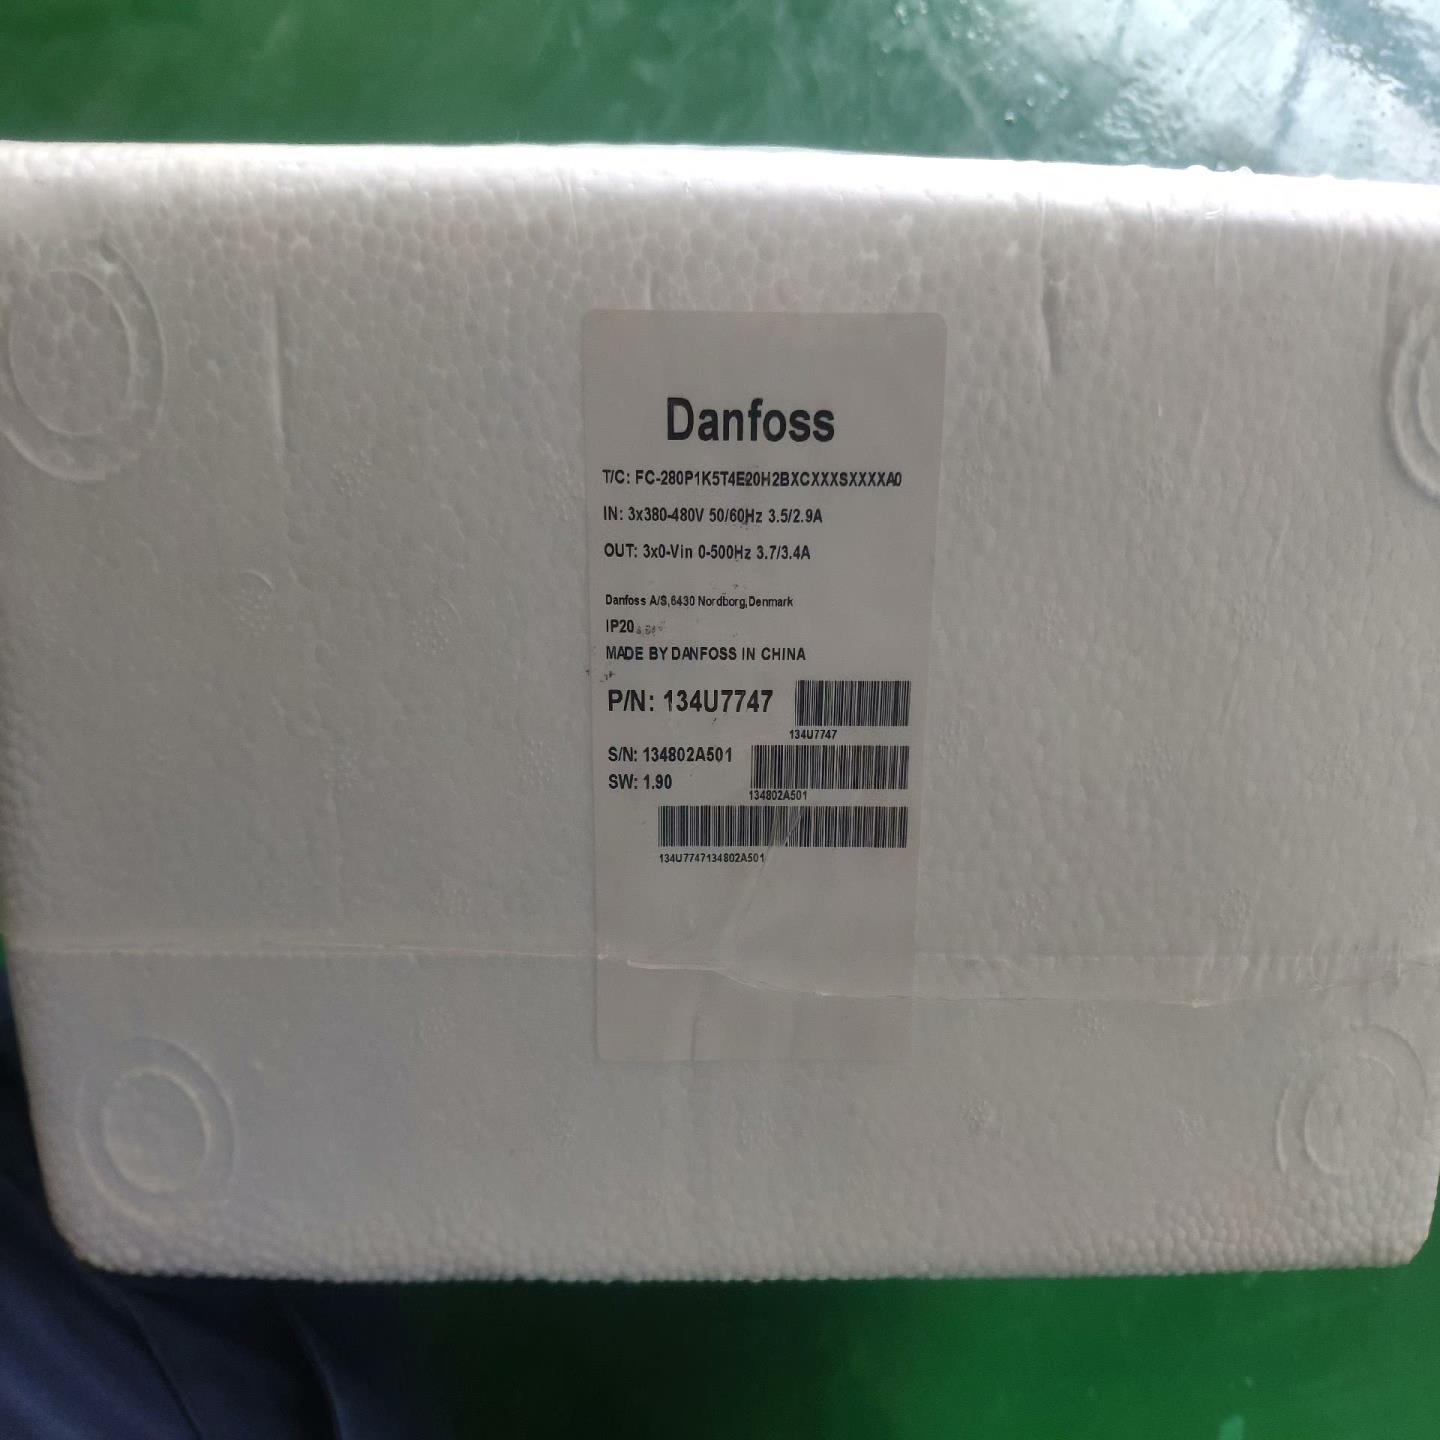 Danfoss
T/C: FC-280P1K5T4E20H2BXCXXXSXXXXA0
IN: 3x380-480V 50/60Hz 3.5/2.9A
OUT: 3x0-Vin 0-500Hz 3.7/3.4A
Danfoss A/S,6430 Nordborg,Denmark
IP20
MADE BY DANFOSS IN CHINA
P/N: 134U7747
134U7747
S/N: 134802A501
SW: 1.90
134802A501
134U7747134802A501